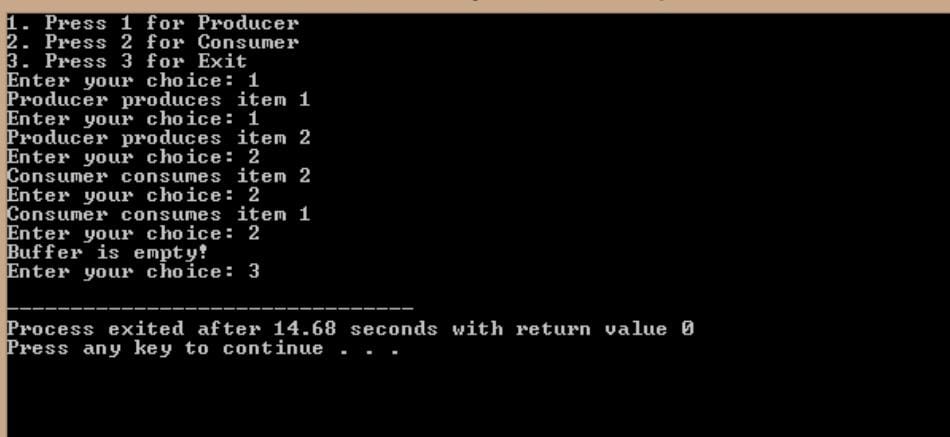 1. Press 1 for Producer
2. Press 2 for Consumer
3. Press 3 for Exit
Enter your choice: 1
Producer produces item 1
Enter your choice: 1
Producer produces item 2
Enter your choice: 2
Consumer consumes item 2
Enter your choice: 2
Consumer consumes item 1
Enter your choice: 2
Buffer is empty!
Enter your choice: 3
--------------------------------
Process exited after 14.68 seconds with return value 0
Press any key to continue . . .